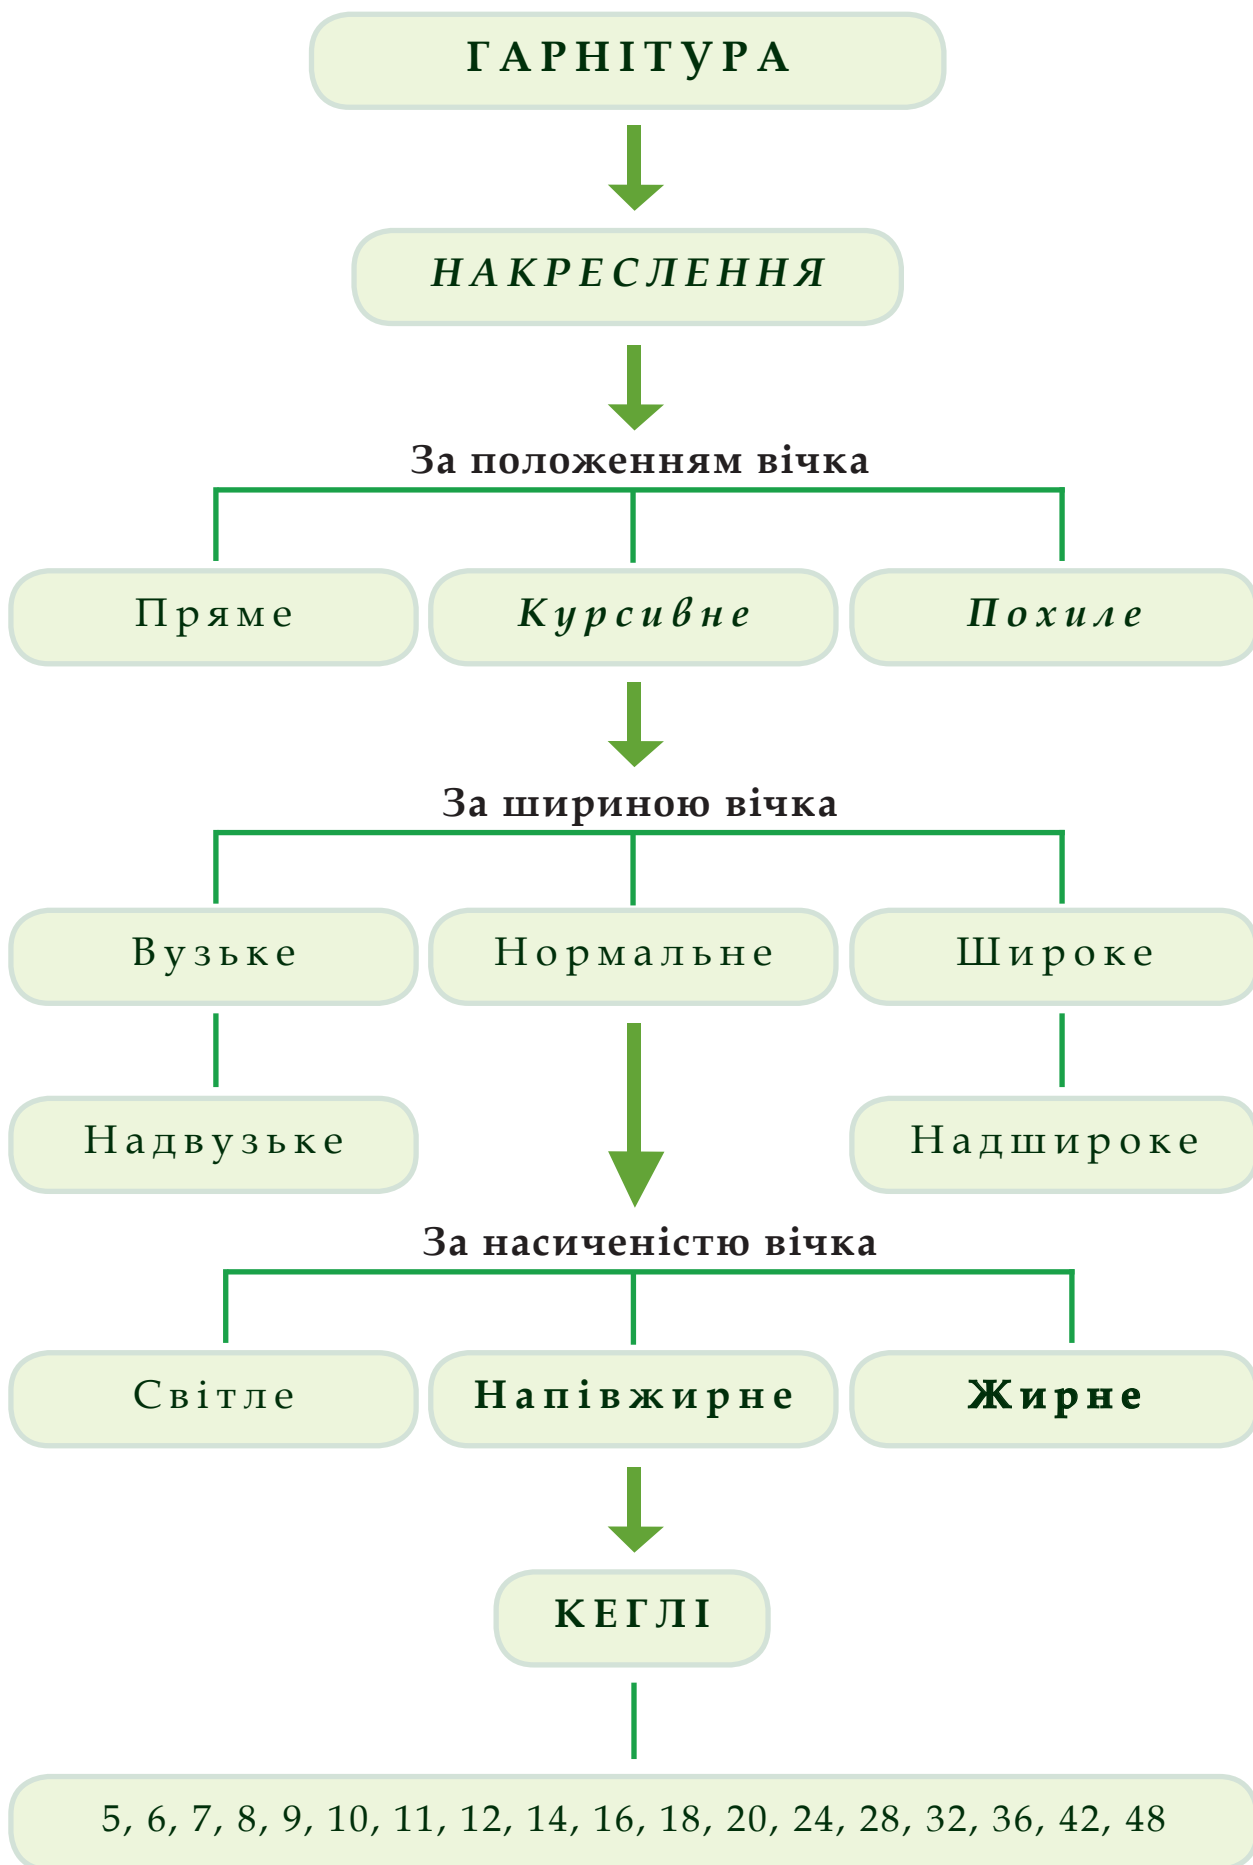 ГАРНІТУРА
НАКРЕСЛЕННЯ
За положенням вічка
Пряме Курсивне Похиле
За шириною вічка
Вузьке Нормальне Широке
Надвузьке Надшироке
За насиченістю вічка
Світле Напівжирне Жирне
КЕГЛІ
5, 6, 7, 8, 9, 10, 11, 12, 14, 16, 18, 20, 24, 28, 32, 36, 42, 48